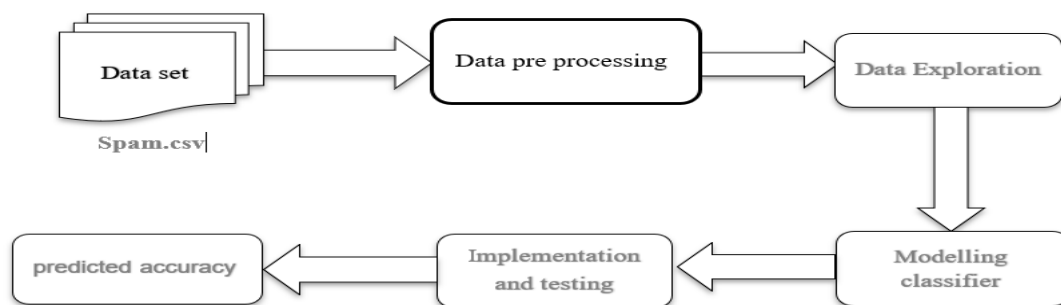 Data set
Spam.csv
Data pre processing
Data Exploration
Modelling
classifier
Implementation
and testing
predicted accuracy